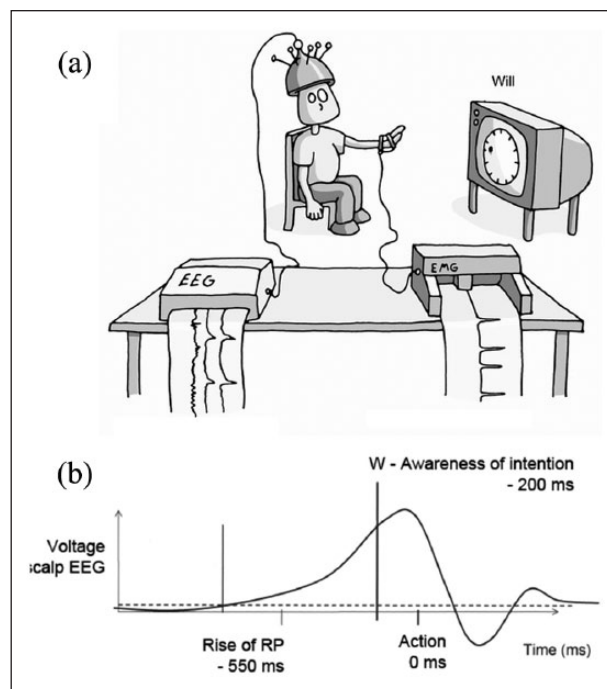 (a)
Will
EEG
EMG
(b)
W - Awareness of intention
- 200 ms
Voltage
scalp EEG
Rise of RP
- 550 ms
Action
0 ms
Time (ms)